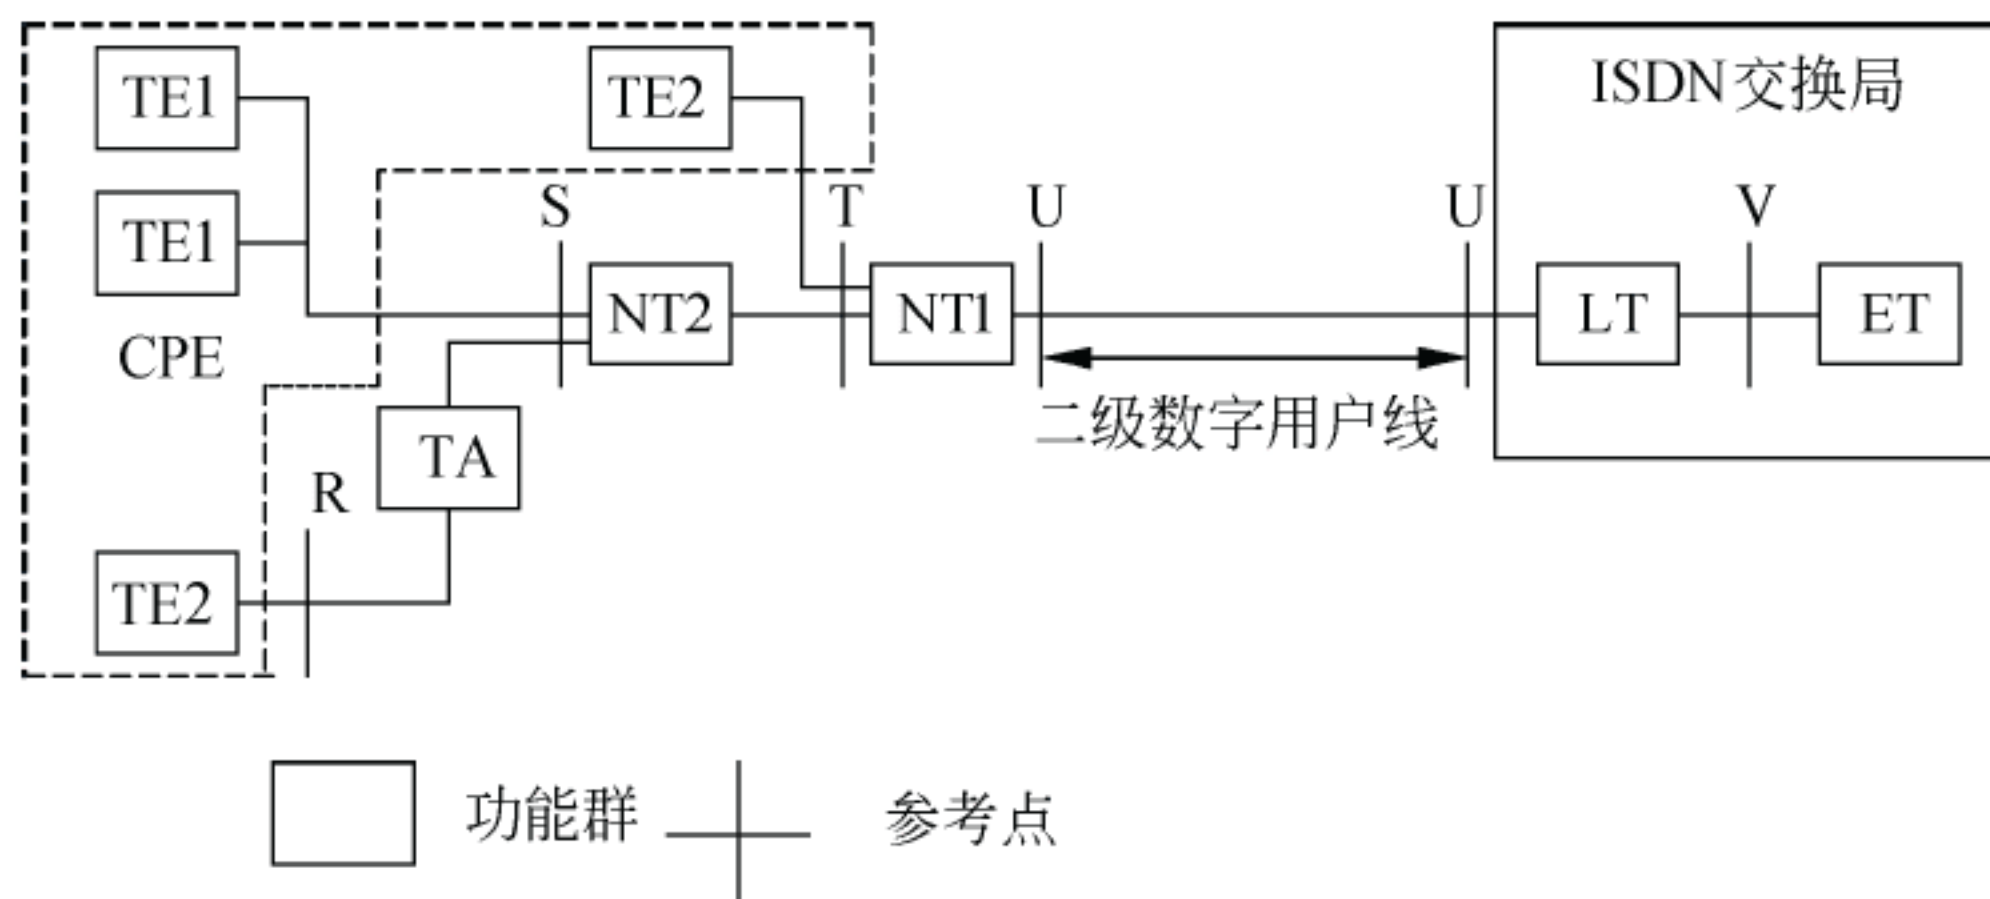 TE1
TE2
ISDN交换局
TE1
S
T
U
U
V
NT2
NT1
LT
ET
CPE
二级数字用户线
TA
R
TE2
功能群
参考点